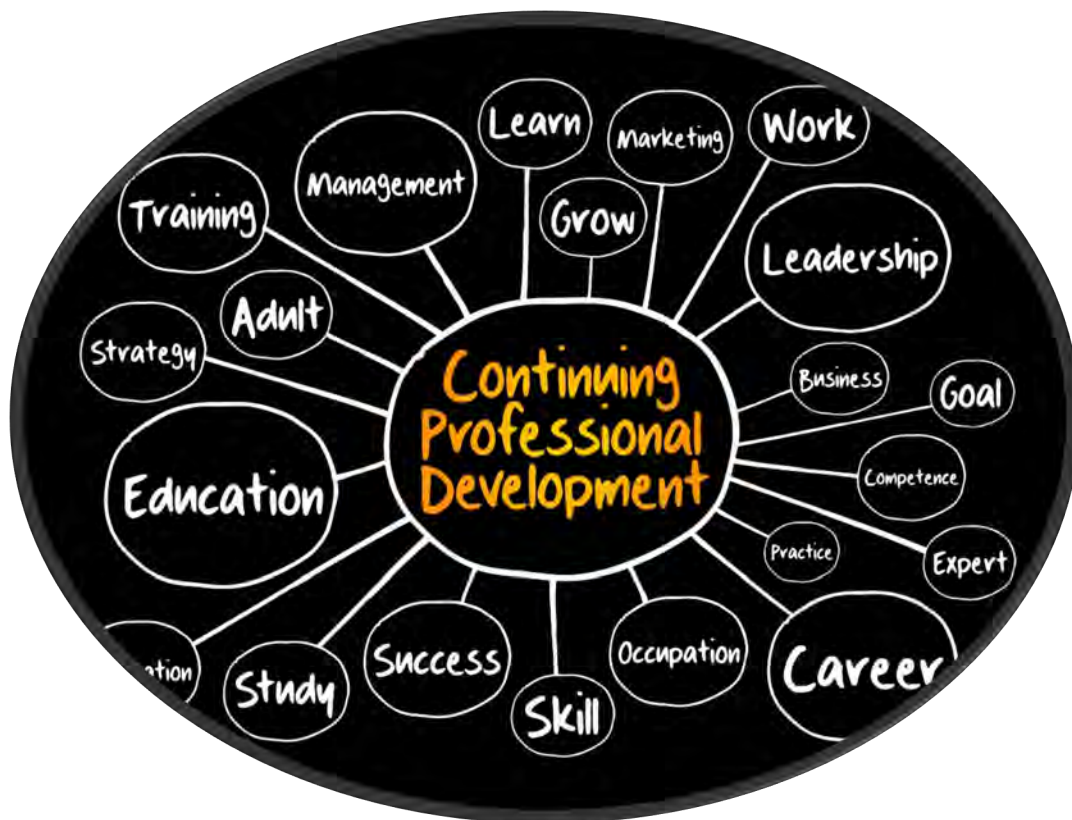 Learn
Marketing
Work
Management
Training
Grow
Leadership
Adult
Strategy
Business
Goal
Continuing
Professional
Development
Education
Competence
Practice
Expert
Success
Occupation
Career
Study
Skill